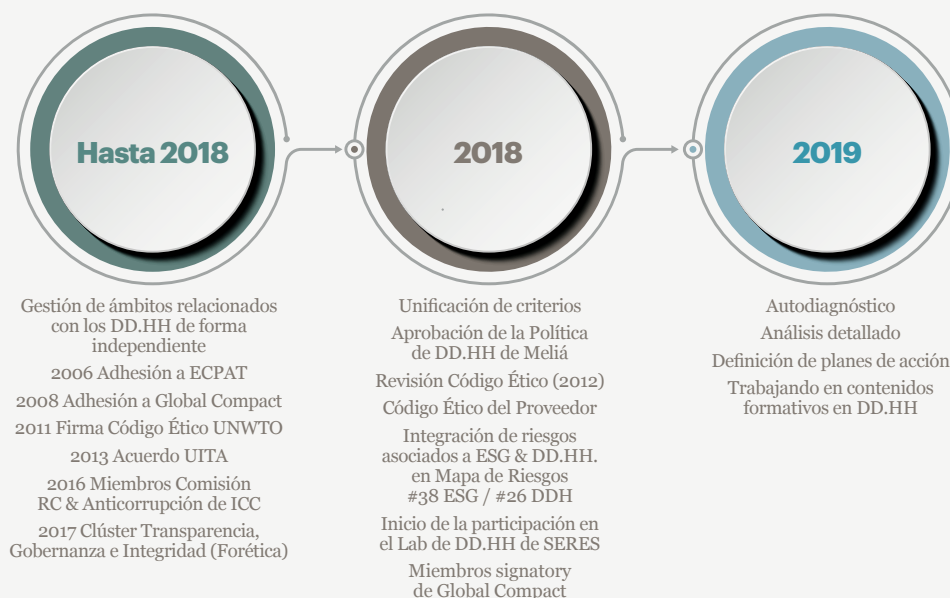 Hasta 2018
Gestión de ámbitos relacionados
con los DD.HH de forma
independiente
2006 Adhesión a ECPAT
2008 Adhesión a Global Compact
2011 Firma Código Ético UNWTO
2013 Acuerdo UITA
2016 Miembros Comisión
RC & Anticorrupción de ICC
2017 Clúster Transparencia,
Gobernanza e Integridad (Forética)
2018
Unificación de criterios
Aprobación de la Política
de DD.HH de Meliá
Revisión Código Ético (2012)
Código Ético del Proveedor
Integración de riesgos
asociados a ESG & DD.HH.
en Mapa de Riesgos
#38 ESG / #26 DDH
Inicio de la participación en
el Lab de DD.HH de SERES
Miembros signatory
de Global Compact
2019
Autodiagnóstico
Análisis detallado
Definición de planes de acción
Trabajando en contenidos
formativos en DD.HH